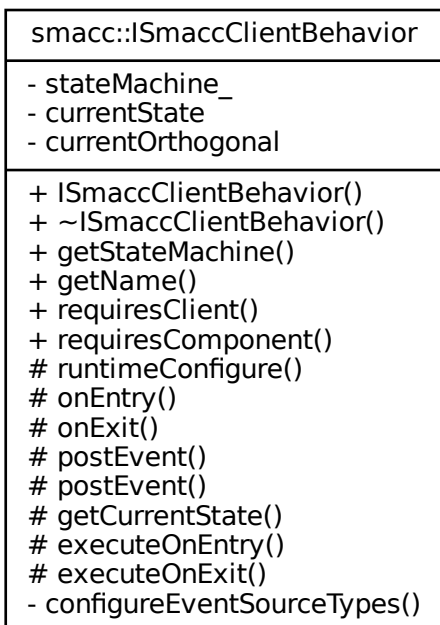 smacc::ISmaccClientBehavior
- stateMachine_
- currentState
- currentOrthogonal
+ ISmaccClientBehavior()
+ ~ISmaccClientBehavior()
+ getStateMachine()
+ getName()
+ requiresClient()
+ requiresComponent()
# runtimeConfigure()
# onEntry()
# onExit()
# postEvent()
# postEvent()
# getCurrentState()
# executeOnEntry()
# executeOnExit()
- configureEventSourceTypes()